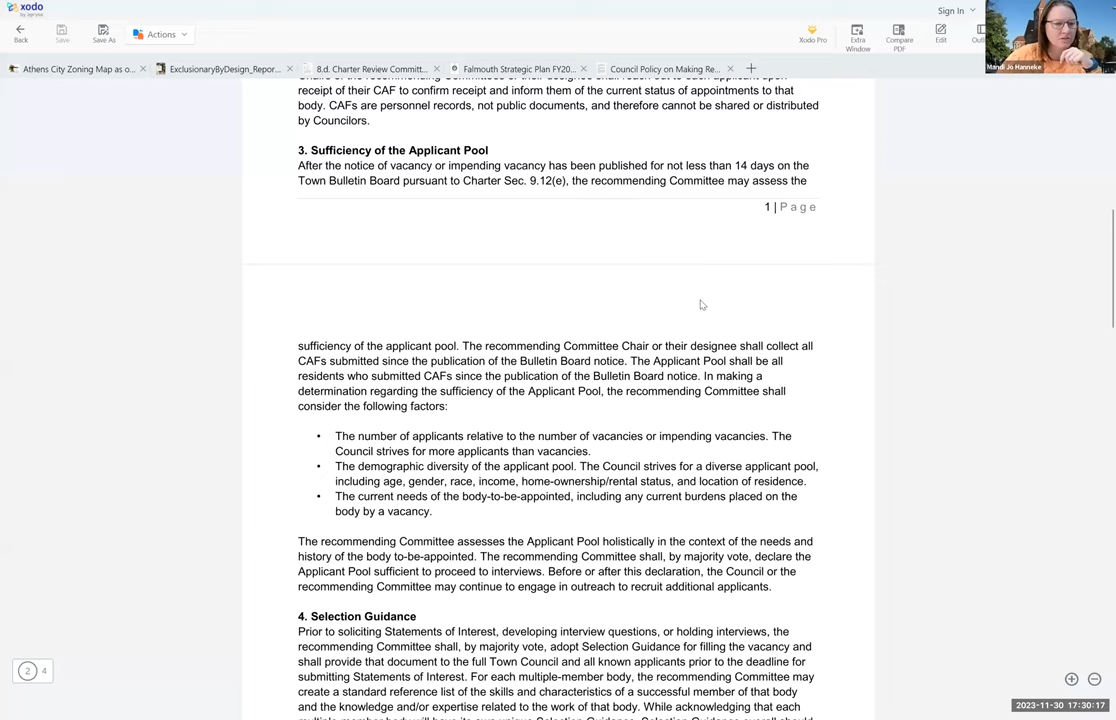 xodo
by apryse
Sign In
Back
Save
Save As
Actions
Xodo Pro
Extra Window
Compare PDF
Edit
Mandi Jo Hanneke
Athens City Zoning Map as o...
ExclusionaryByDesign_Repor...
8.d. Charter Review Committ...
Falmouth Strategic Plan FY20...
Council Policy on Making Re...
receipt of their CAF to confirm receipt and inform them of the current status of appointments to that
body. CAFs are personnel records, not public documents, and therefore cannot be shared or distributed
by Councilors.
3. Sufficiency of the Applicant Pool
After the notice of vacancy or impending vacancy has been published for not less than 14 days on the
Town Bulletin Board pursuant to Charter Sec. 9.12(e), the recommending Committee may assess the
1 | Page
sufficiency of the applicant pool. The recommending Committee Chair or their designee shall collect all
CAFs submitted since the publication of the Bulletin Board notice. The Applicant Pool shall be all
residents who submitted CAFs since the publication of the Bulletin Board notice. In making a
determination regarding the sufficiency of the Applicant Pool, the recommending Committee shall
consider the following factors:
• The number of applicants relative to the number of vacancies or impending vacancies. The
Council strives for more applicants than vacancies.
• The demographic diversity of the applicant pool. The Council strives for a diverse applicant pool,
including age, gender, race, income, home-ownership/rental status, and location of residence.
• The current needs of the body-to-be-appointed, including any current burdens placed on the
body by a vacancy.
The recommending Committee assesses the Applicant Pool holistically in the context of the needs and
history of the body to-be-appointed. The recommending Committee shall, by majority vote, declare the
Applicant Pool sufficient to proceed to interviews. Before or after this declaration, the Council or the
recommending Committee may continue to engage in outreach to recruit additional applicants.
4. Selection Guidance
Prior to soliciting Statements of Interest, developing interview questions, or holding interviews, the
recommending Committee shall, by majority vote, adopt Selection Guidance for filling the vacancy and
shall provide that document to the full Town Council and all known applicants prior to the deadline for
submitting Statements of Interest. For each multiple-member body, the recommending Committee may
create a standard reference list of the skills and characteristics of a successful member of that body
and the knowledge and/or expertise related to the work of that body. While acknowledging that each
2 4
2023-11-30 17:30:17